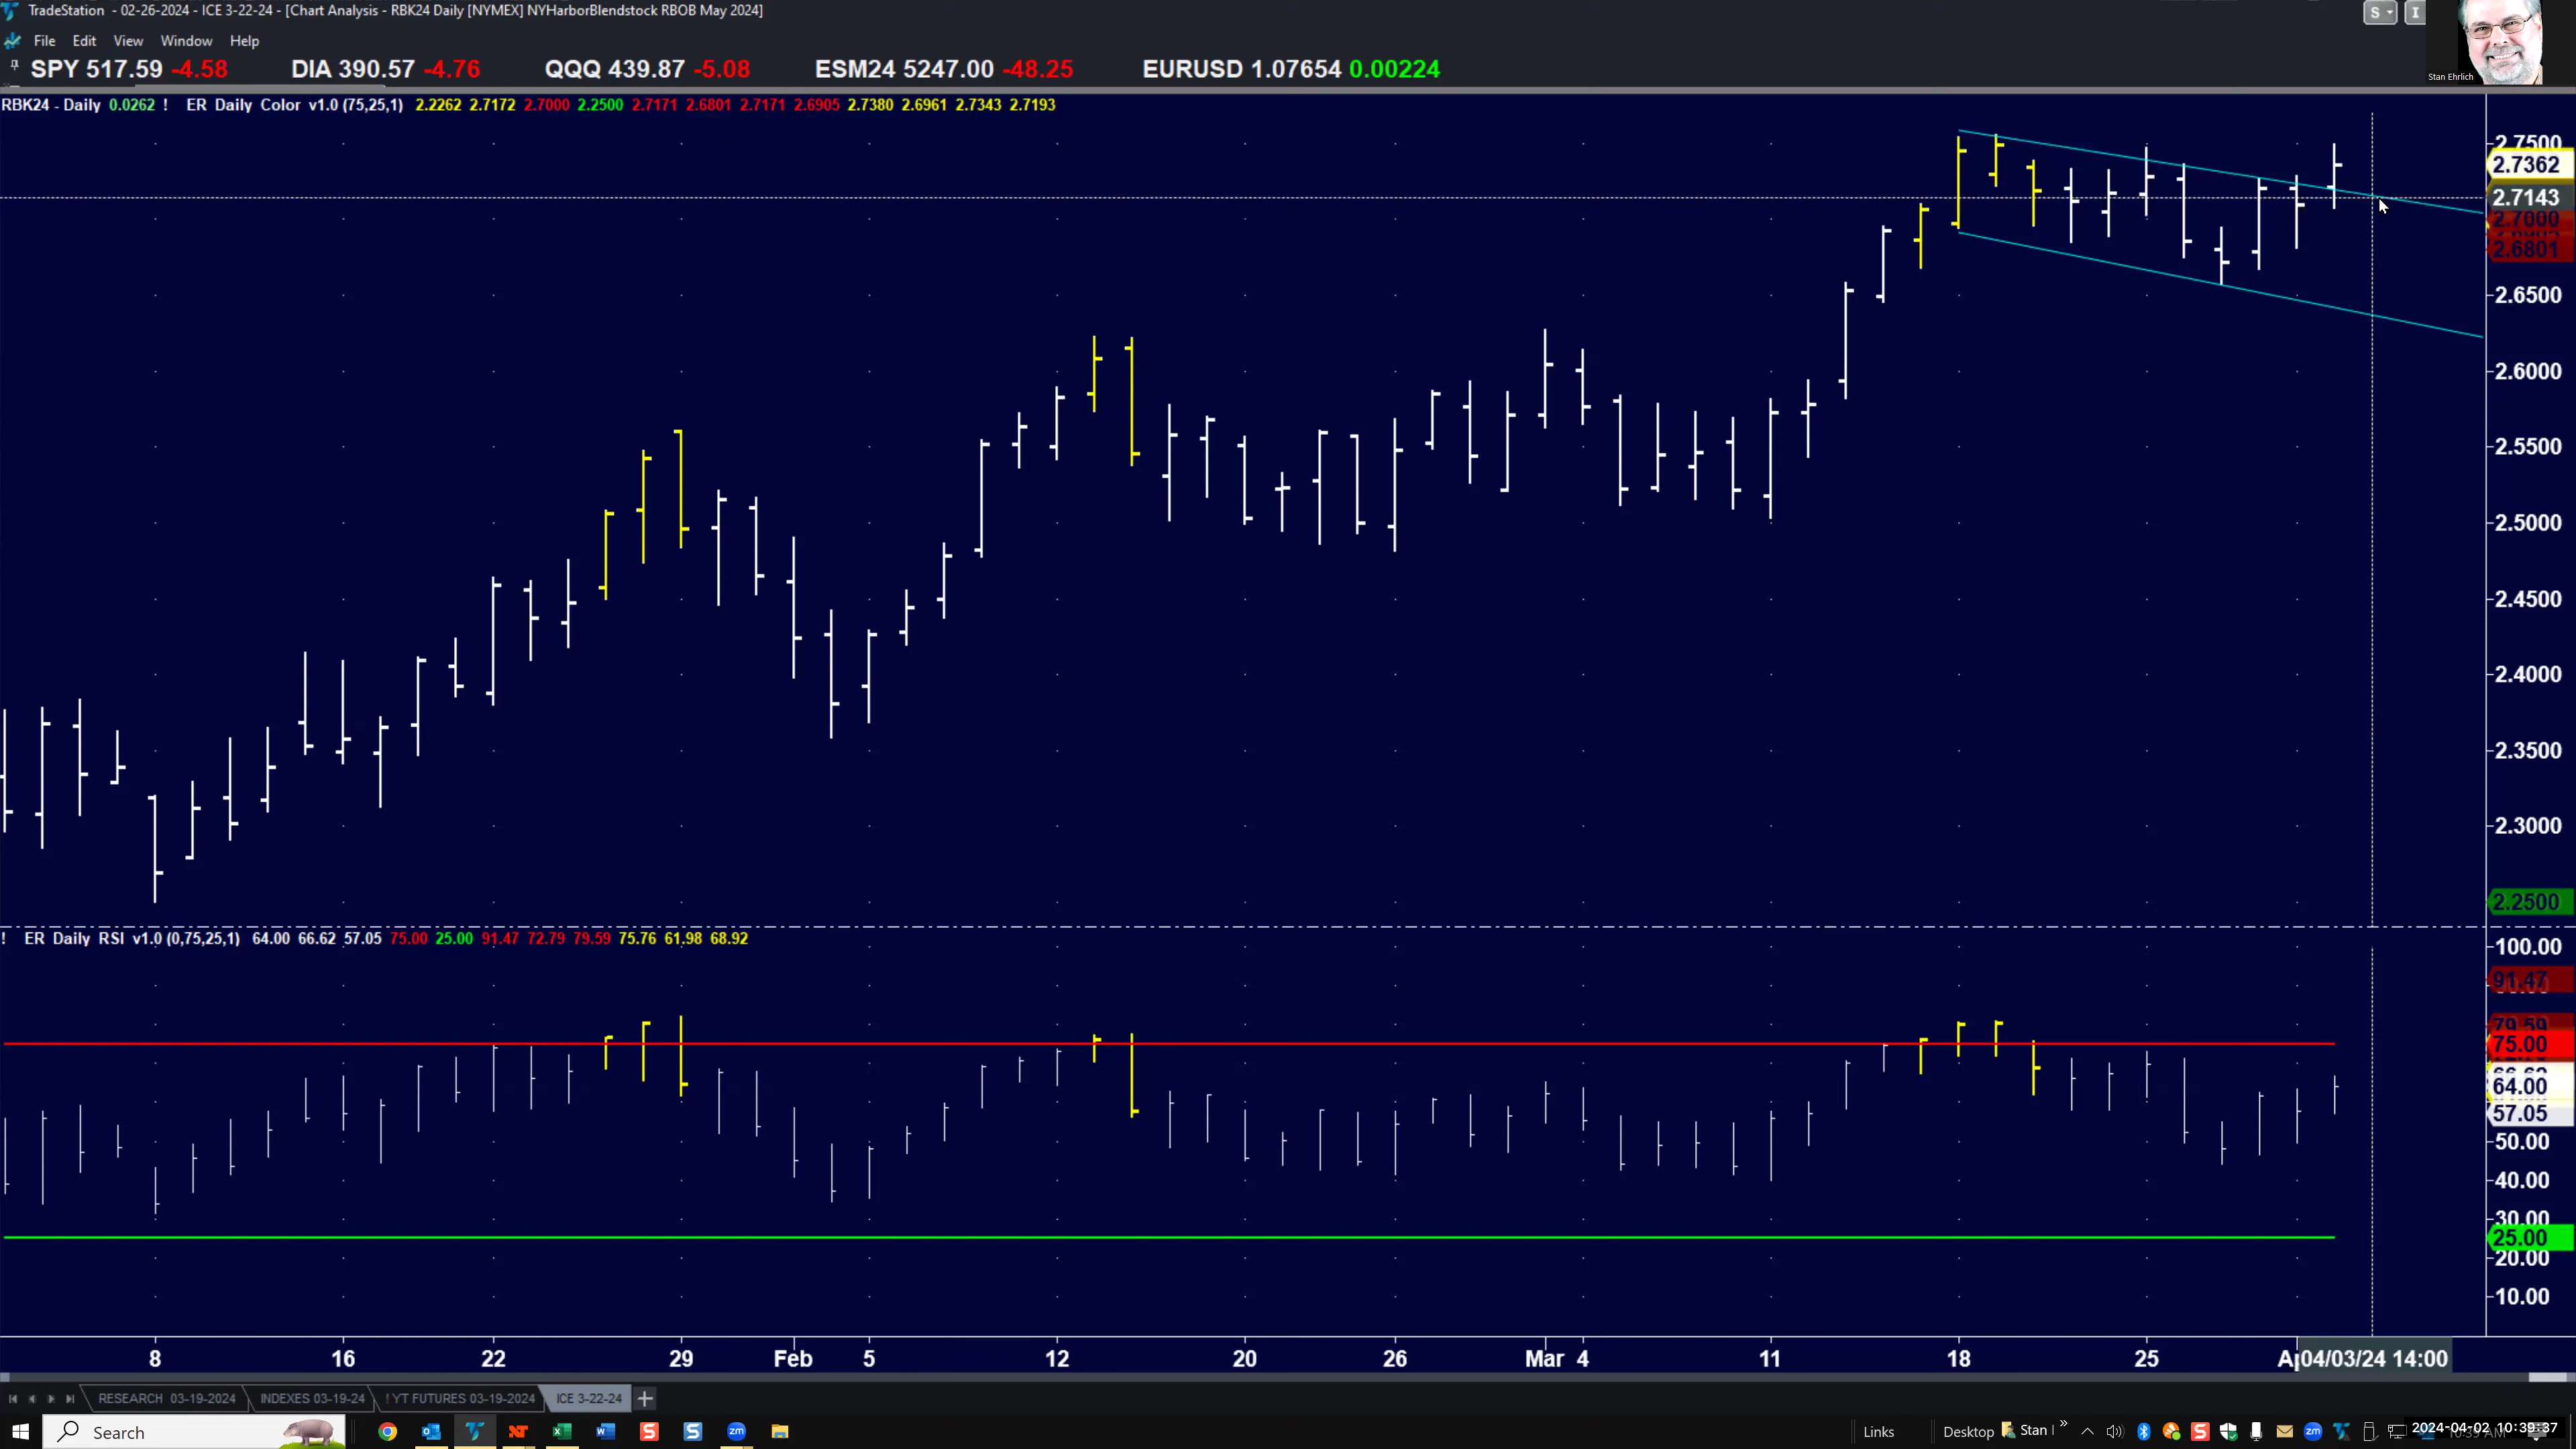 TradeStation - 02-26-2024 - ICE 3-22-24 - [Chart Analysis - RBK24 Daily [NYMEX] NYHarborBlendstock RBOB May 2024]
S
I
File Edit View Window Help
SPY 517.59 -4.58 DIA 390.57 -4.76 QQQ 439.87 -5.08 ESM24 5247.00 -48.25 EURUSD 1.07654 0.00224
Stan Ehrlich
RBK24 - Daily 0.0262 ! ER Daily Color v1.0 (75,25,1) 2.2262 2.7172 2.7000 2.2500 2.7171 2.6801 2.7171 2.6905 2.7380 2.6961 2.7343 2.7193
2.7500
2.7362
2.7143
2.7000
2.6801
2.6500
2.6000
2.5500
2.5000
2.4500
2.4000
2.3500
2.3000
2.2500
! ER Daily RSI v1.0 (0,75,25,1) 64.00 66.62 57.05 75.00 25.00 91.47 72.79 79.59 75.76 61.98 68.92
100.00
91.47
79.59
75.00
66.62
64.00
57.05
50.00
40.00
30.00
25.00
20.00
10.00
8 16 22 29 Feb 5 12 20 26 Mar 4 11 18 25 04/03/24 14:00
RESEARCH 03-19-2024 INDEXES 03-19-24 ! YT FUTURES 03-19-2024 ICE 3-22-24 +
Search
Links Desktop Stan
2024-04-02 10:39:37